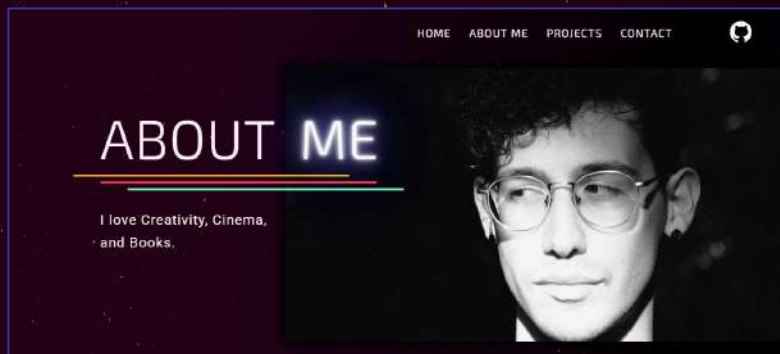 HOME ABOUT ME PROJECTS CONTACT
ABOUT ME
I love Creativity, Cinema,
and Books.